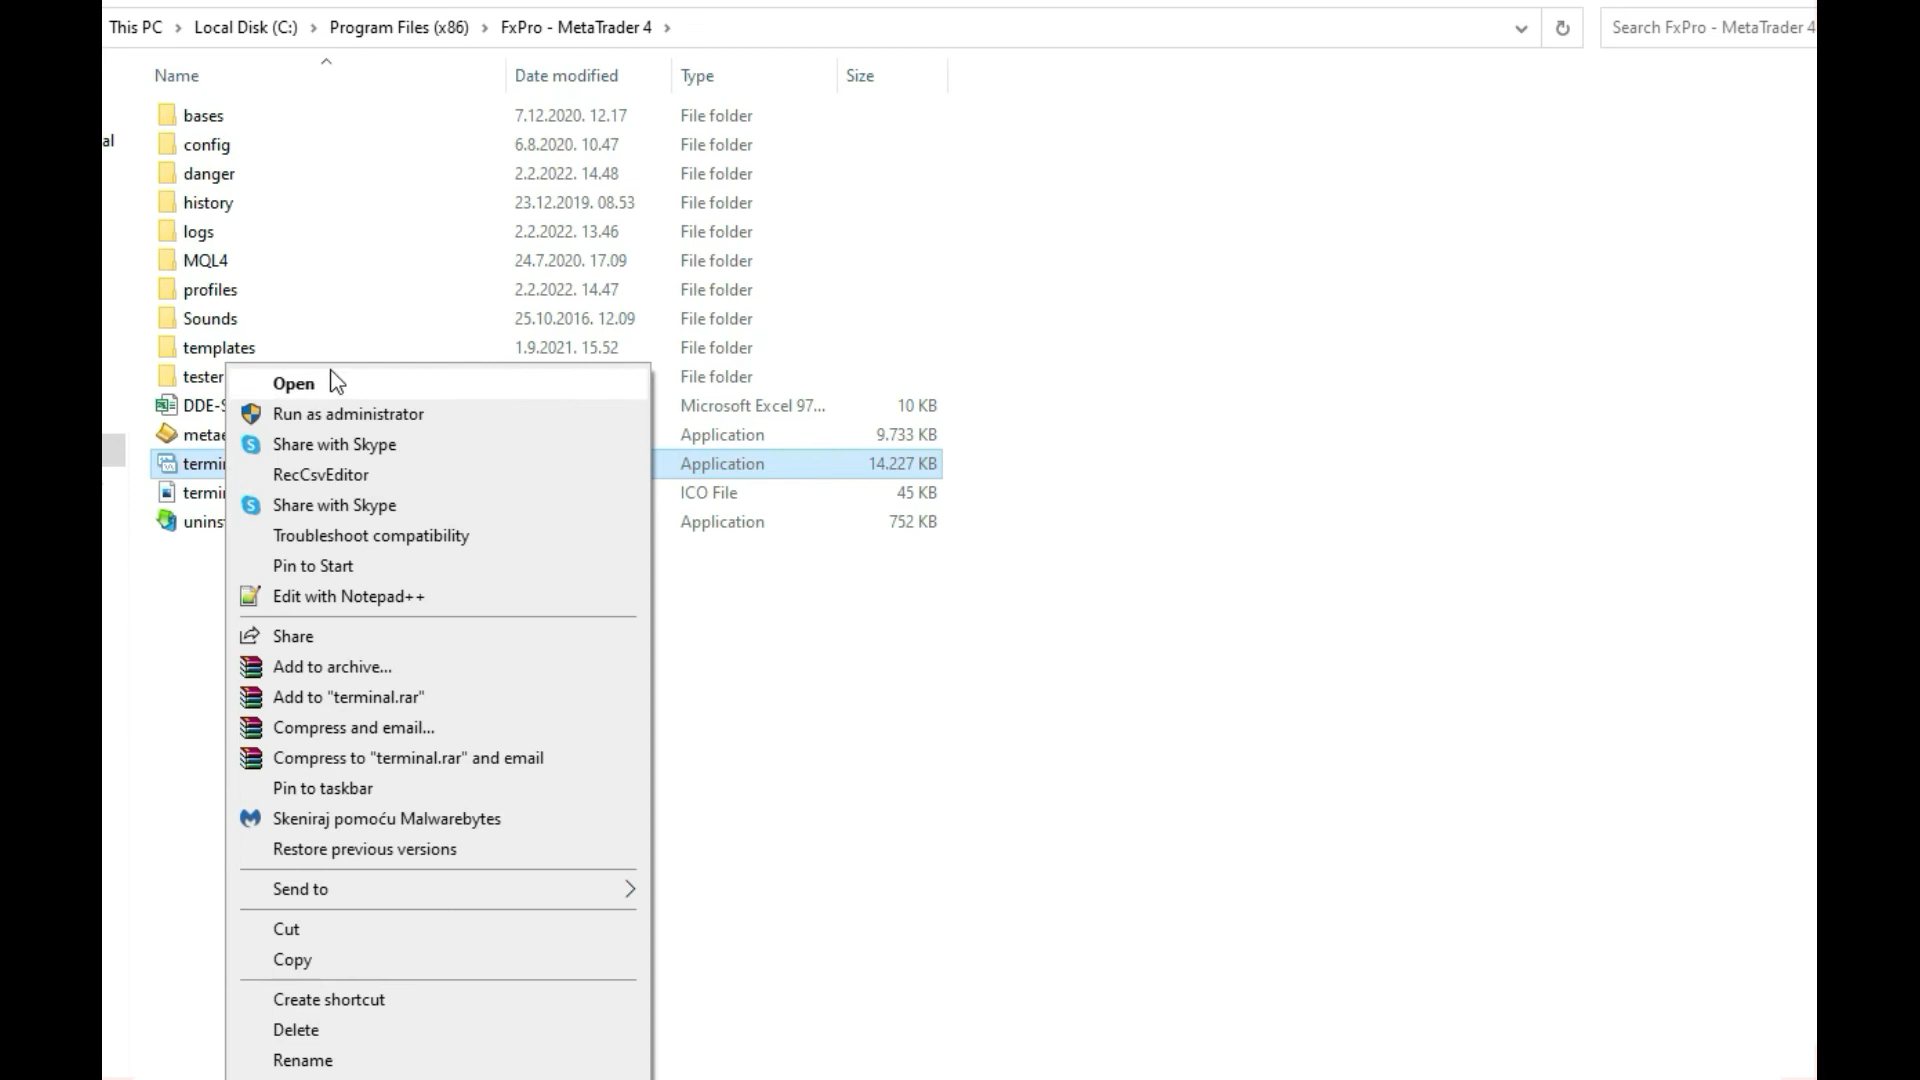 This PC > Local Disk (C:) > Program Files (x86) > FxPro - MetaTrader 4 >
Search FxPro - MetaTrader 4
Name Date modified Type Size
al
bases 7.12.2020. 12.17 File folder
config 6.8.2020. 10.47 File folder
danger 2.2.2022. 14.48 File folder
history 23.12.2019. 08.53 File folder
logs 2.2.2022. 13.46 File folder
MQL4 24.7.2020. 17.09 File folder
profiles 2.2.2022. 14.47 File folder
Sounds 25.10.2016. 12.09 File folder
templates 1.9.2021. 15.52 File folder
tester File folder
DDE-S Microsoft Excel 97... 10 KB
metae Application 9.733 KB
termin Application 14.227 KB
termin ICO File 45 KB
uninst Application 752 KB
Open
Run as administrator
Share with Skype
RecCsvEditor
Share with Skype
Troubleshoot compatibility
Pin to Start
Edit with Notepad++
Share
Add to archive...
Add to "terminal.rar"
Compress and email...
Compress to "terminal.rar" and email
Pin to taskbar
Skeniraj pomoću Malwarebytes
Restore previous versions
Send to
Cut
Copy
Create shortcut
Delete
Rename